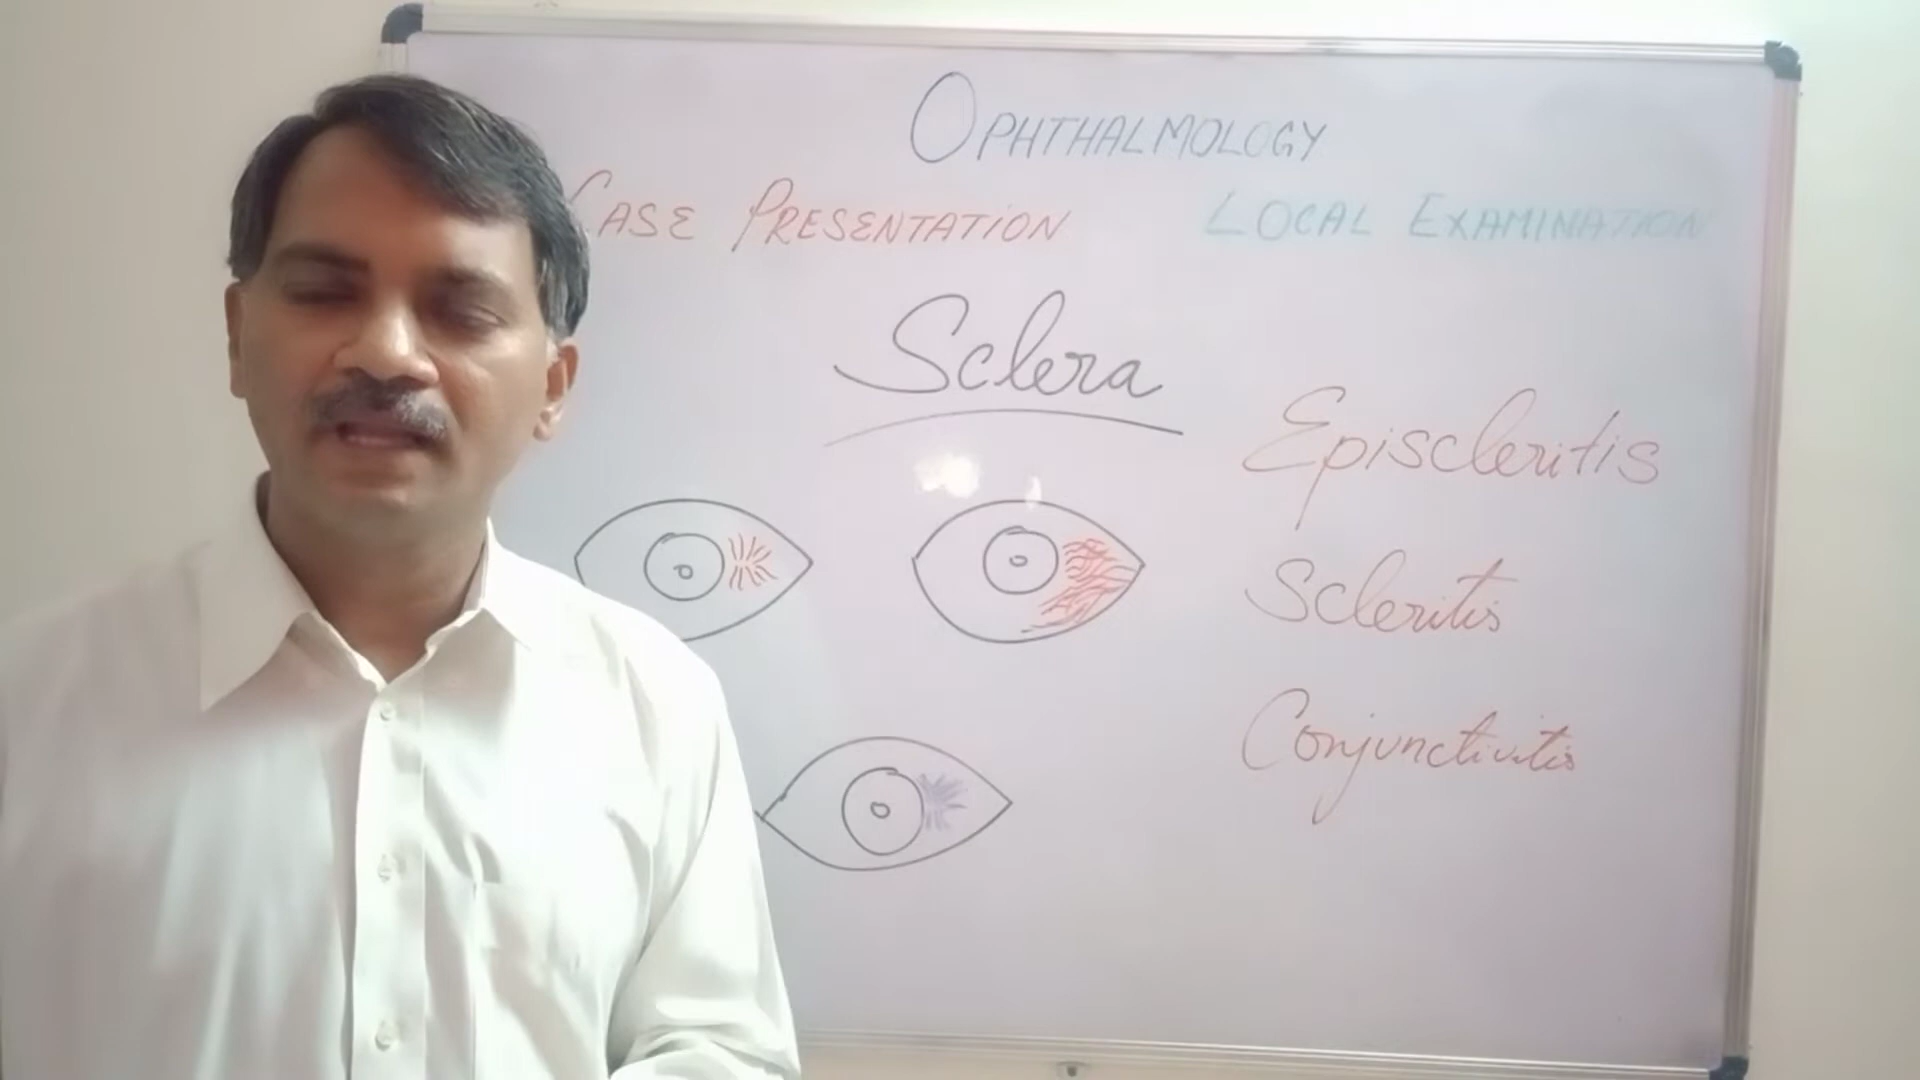 OPHTHALMOLOGY
CASE PRESENTATION LOCAL EXAMINATION
Sclera
Episcleritis
Scleritis
Conjunctivitis